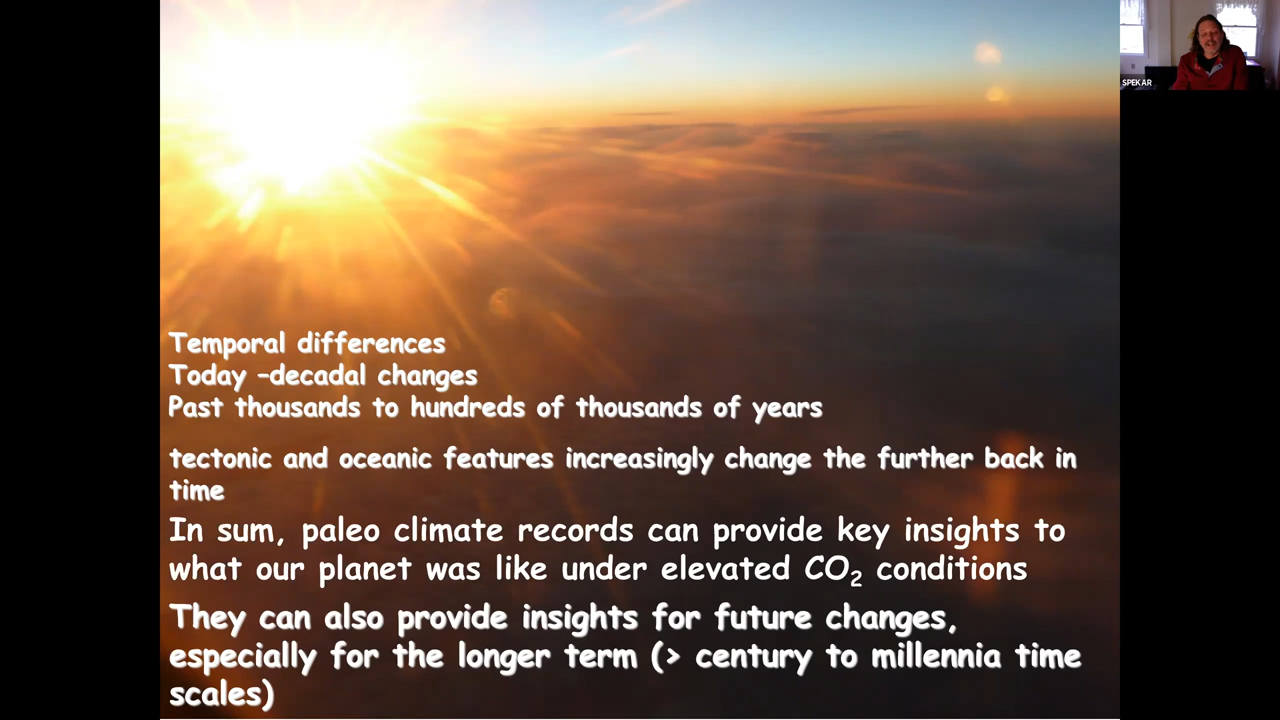 SPEKAR
Temporal differences
Today –decadal changes
Past thousands to hundreds of thousands of years
tectonic and oceanic features increasingly change the further back in
time
In sum, paleo climate records can provide key insights to
what our planet was like under elevated CO₂ conditions
They can also provide insights for future changes,
especially for the longer term (> century to millennia time
scales)